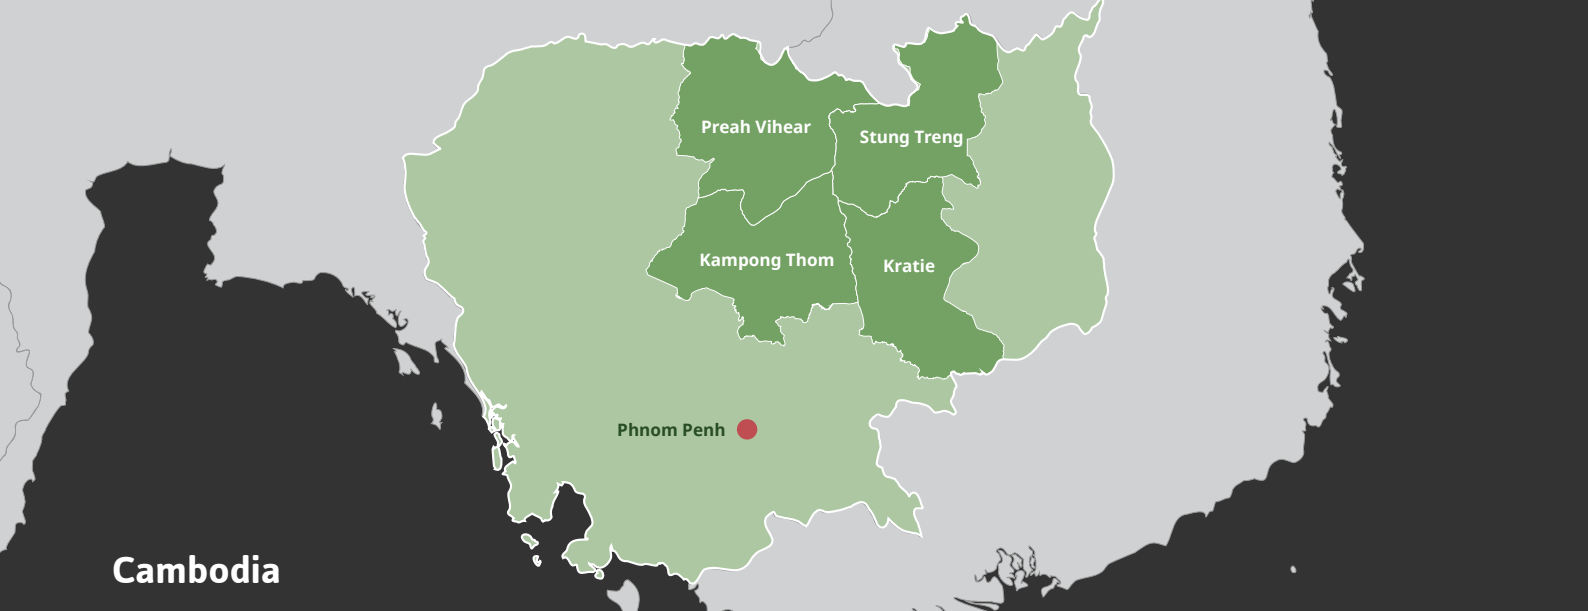 Preah Vihear
Stung Treng
Kampong Thom
Kratie
Phnom Penh
Cambodia